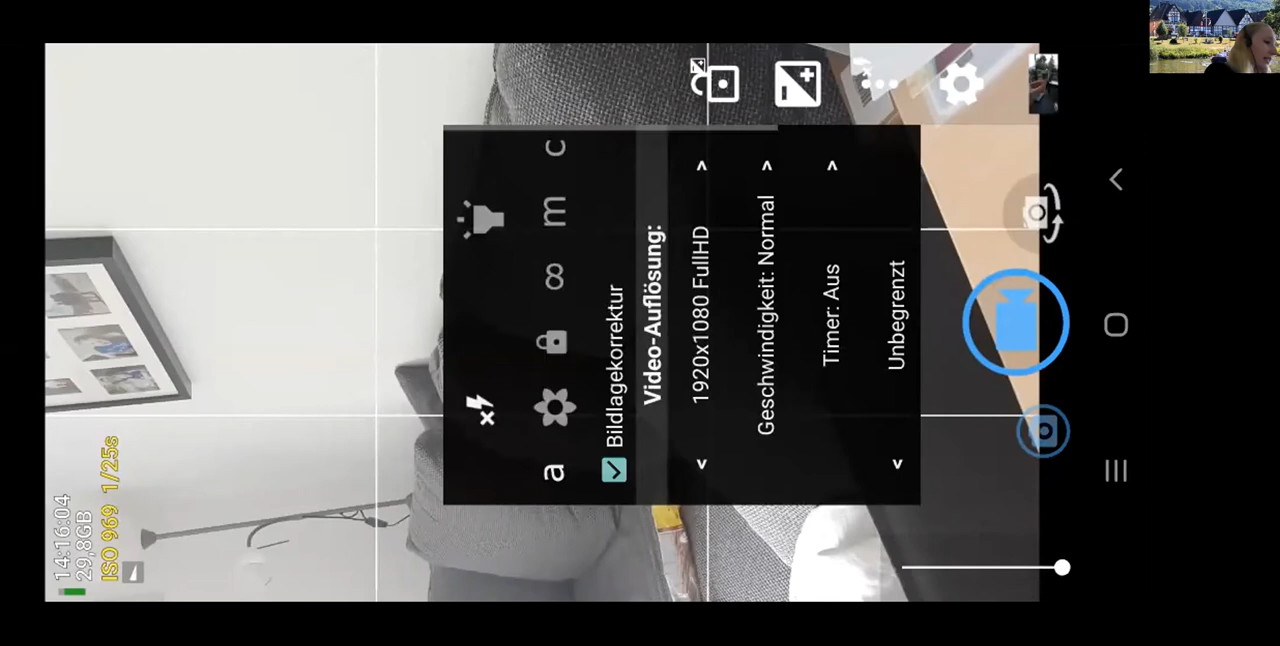 14:16:04
29,8GB
ISO 969 1/25s
a ∞ m c
Bildlagekorrektur
Video-Auflösung:
< 1920x1080 FullHD >
Geschwindigkeit: Normal >
Timer: Aus >
< Unbegrenzt